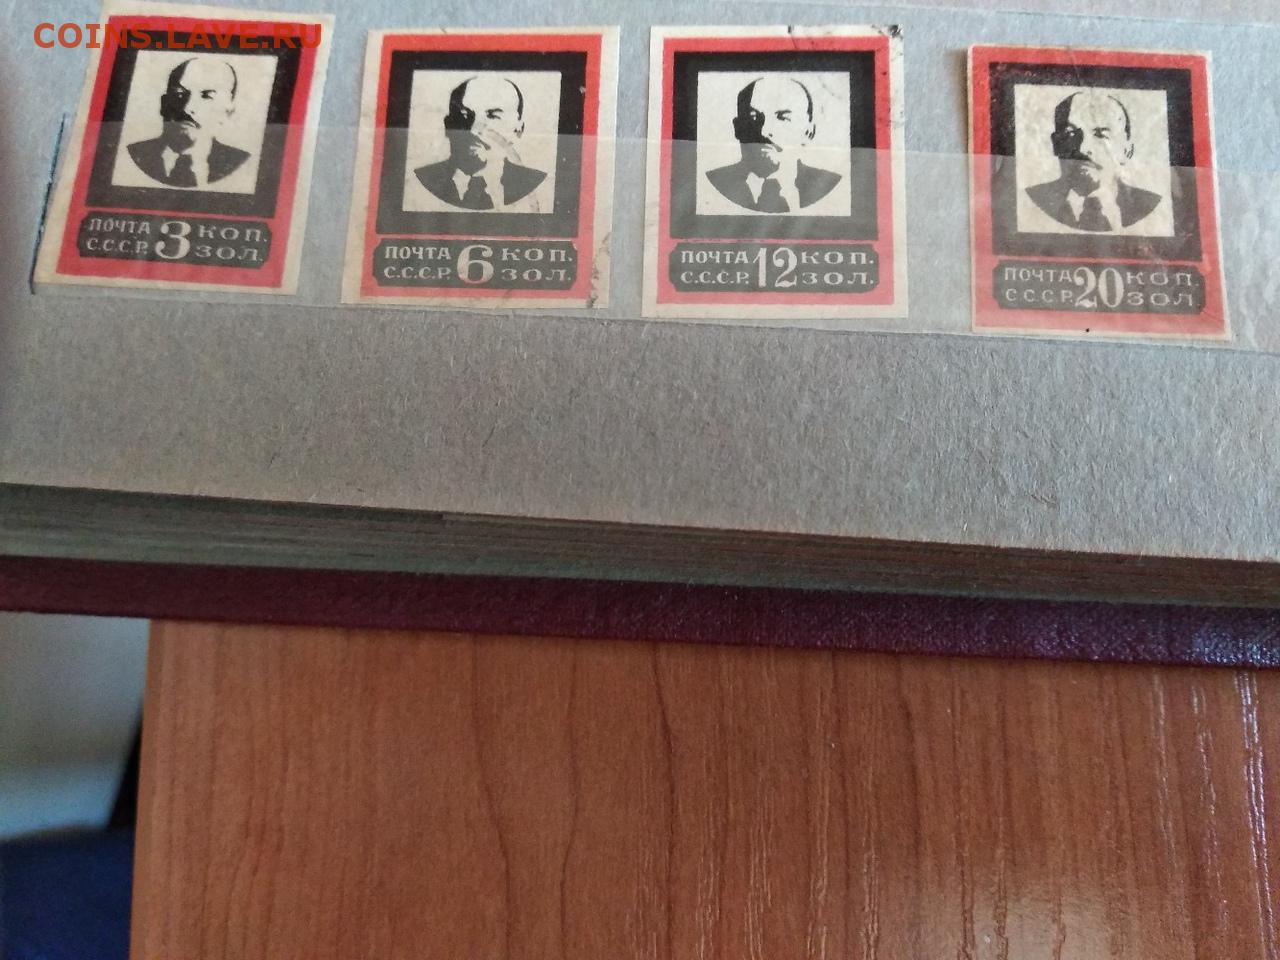 COINS.LAVE.RU
ПОЧТА 3 КОП.
С.С.С.Р. ЗОЛ.
ПОЧТА 6 КОП.
С.С.С.Р. ЗОЛ.
ПОЧТА 12 КОП.
С.С.С.Р. ЗОЛ.
ПОЧТА 20 КОП.
С.С.С.Р. ЗОЛ.